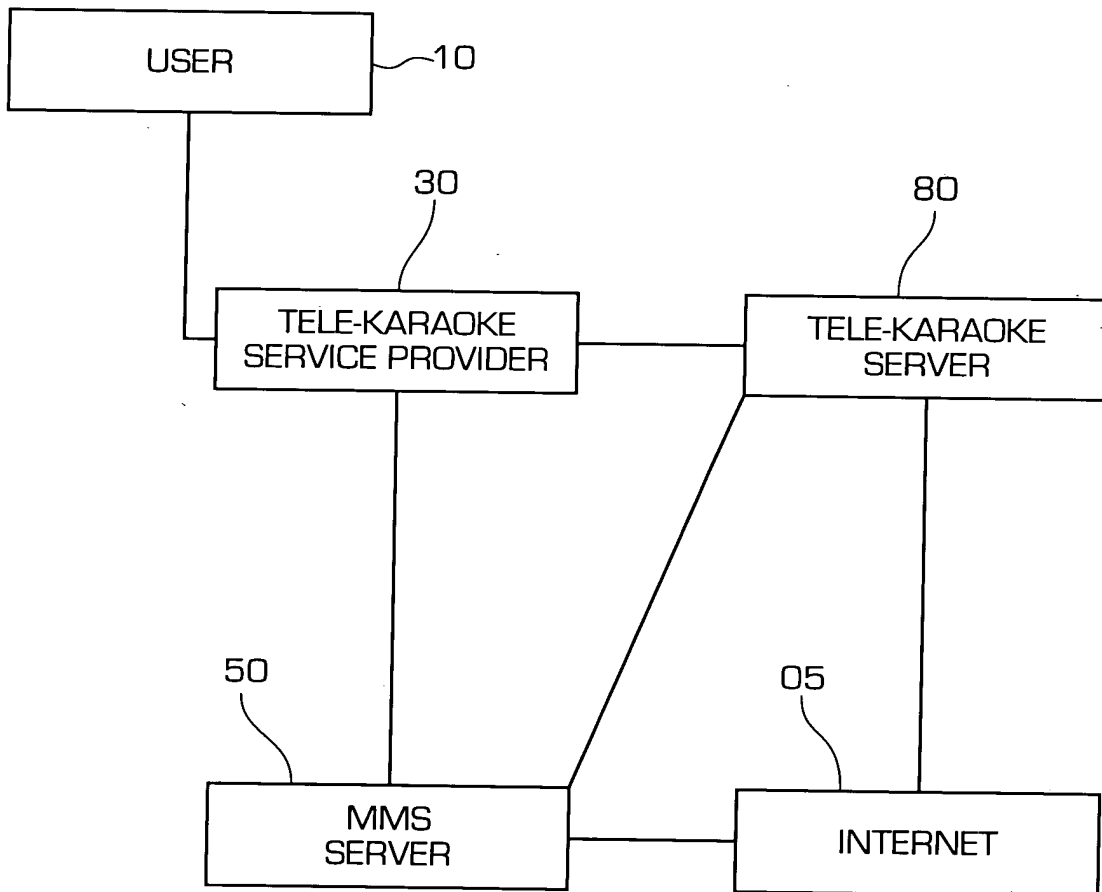 USER
10
30
80
TELE-KARAOKE
SERVICE PROVIDER
TELE-KARAOKE
SERVER
50
05
MMS
SERVER
INTERNET